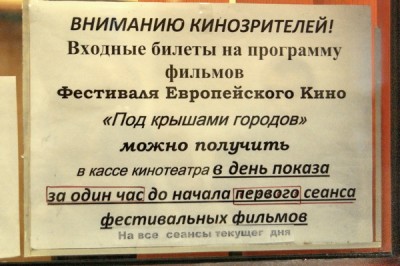 ВНИМАНИЮ КИНОЗРИТЕЛЕЙ!
Входные билеты на программу
фильмов
Фестиваля Европейского Кино
«Под крышами городов»
можно получить
в кассе кинотеатра в день показа
за один час до начала первого сеанса
фестивальных фильмов
На все сеансы текущег дня